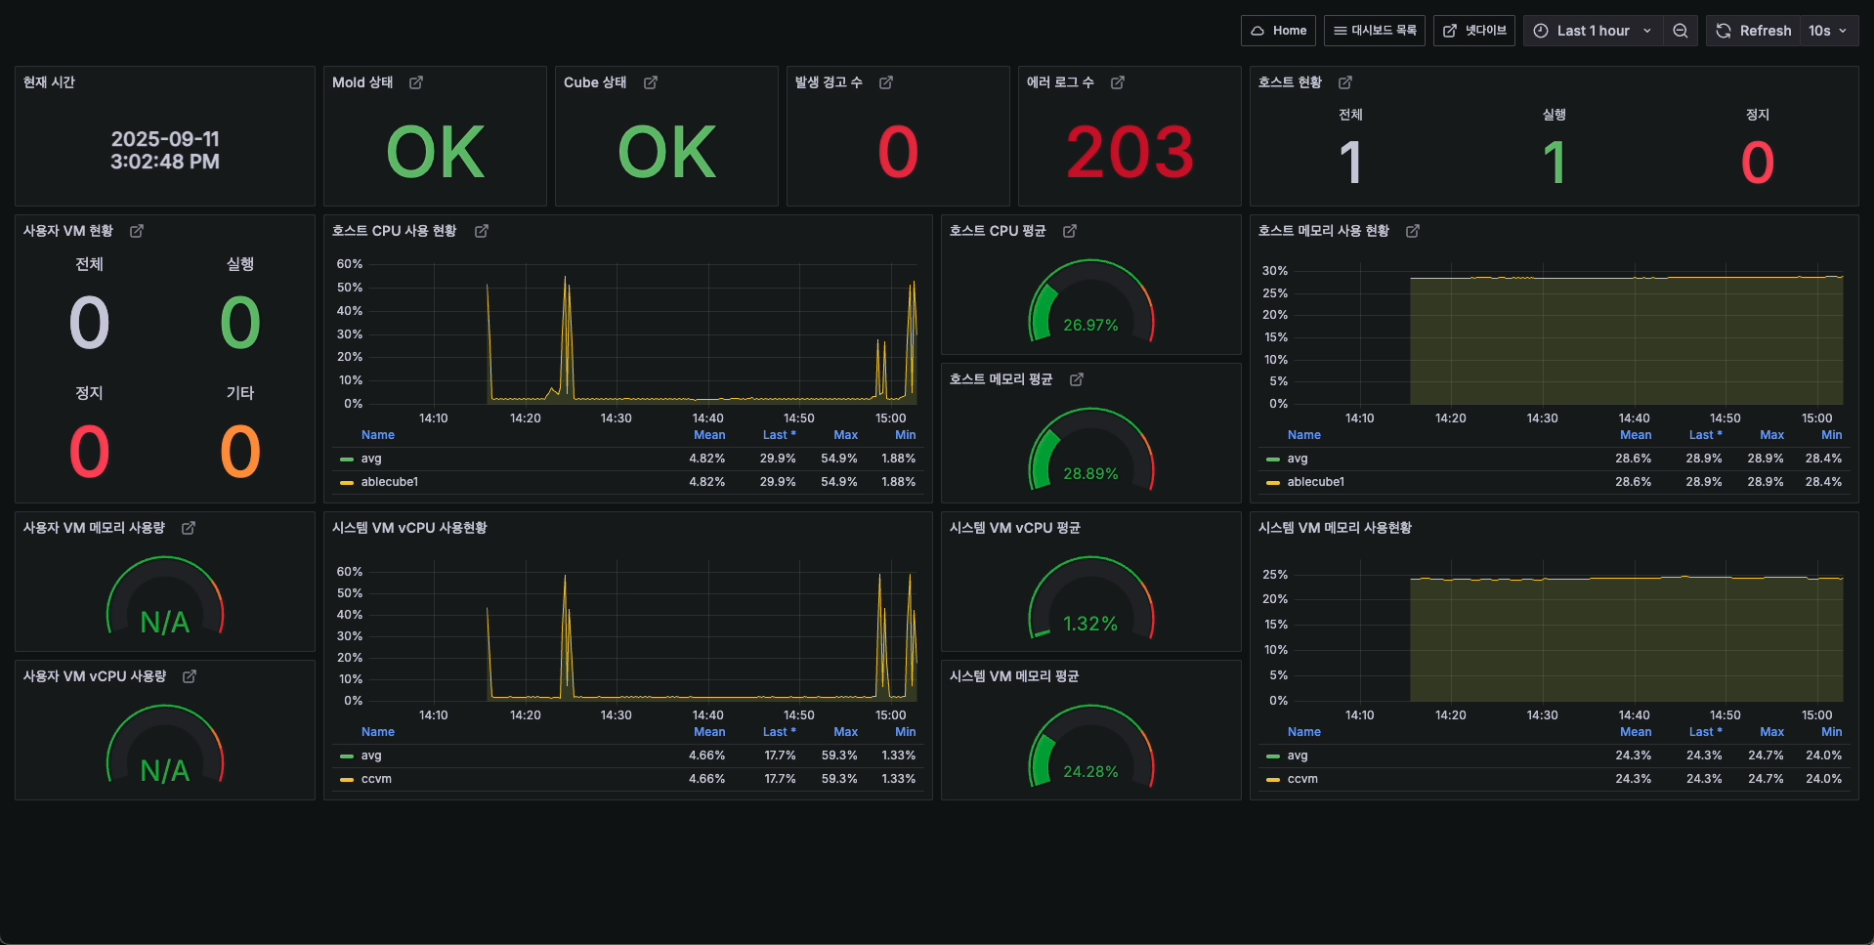 Home
대시보드 목록
넷다이브
Last 1 hour
Refresh
10s
현재 시간
2025-09-11
3:02:48 PM
Mold 상태
OK
Cube 상태
OK
발생 경고 수
0
에러 로그 수
203
호스트 현황
전체 실행 정지
1 1 0
사용자 VM 현황
전체 실행
0 0
정지 기타
0 0
호스트 CPU 사용 현황
60%
50%
40%
30%
20%
10%
0%
14:10 14:20 14:30 14:40 14:50 15:00
Name Mean Last * Max Min
avg 4.82% 29.9% 54.9% 1.88%
ablecube1 4.82% 29.9% 54.9% 1.88%
호스트 CPU 평균
26.97%
호스트 메모리 평균
28.89%
호스트 메모리 사용 현황
30%
25%
20%
15%
10%
5%
0%
14:10 14:20 14:30 14:40 14:50 15:00
Name Mean Last * Max Min
avg 28.6% 28.9% 28.9% 28.4%
ablecube1 28.6% 28.9% 28.9% 28.4%
사용자 VM 메모리 사용량
N/A
사용자 VM vCPU 사용량
N/A
시스템 VM vCPU 사용현황
60%
50%
40%
30%
20%
10%
0%
14:10 14:20 14:30 14:40 14:50 15:00
Name Mean Last * Max Min
avg 4.66% 17.7% 59.3% 1.33%
ccvm 4.66% 17.7% 59.3% 1.33%
시스템 VM vCPU 평균
1.32%
시스템 VM 메모리 평균
24.28%
시스템 VM 메모리 사용현황
25%
20%
15%
10%
5%
0%
14:10 14:20 14:30 14:40 14:50 15:00
Name Mean Last * Max Min
avg 24.3% 24.3% 24.7% 24.0%
ccvm 24.3% 24.3% 24.7% 24.0%